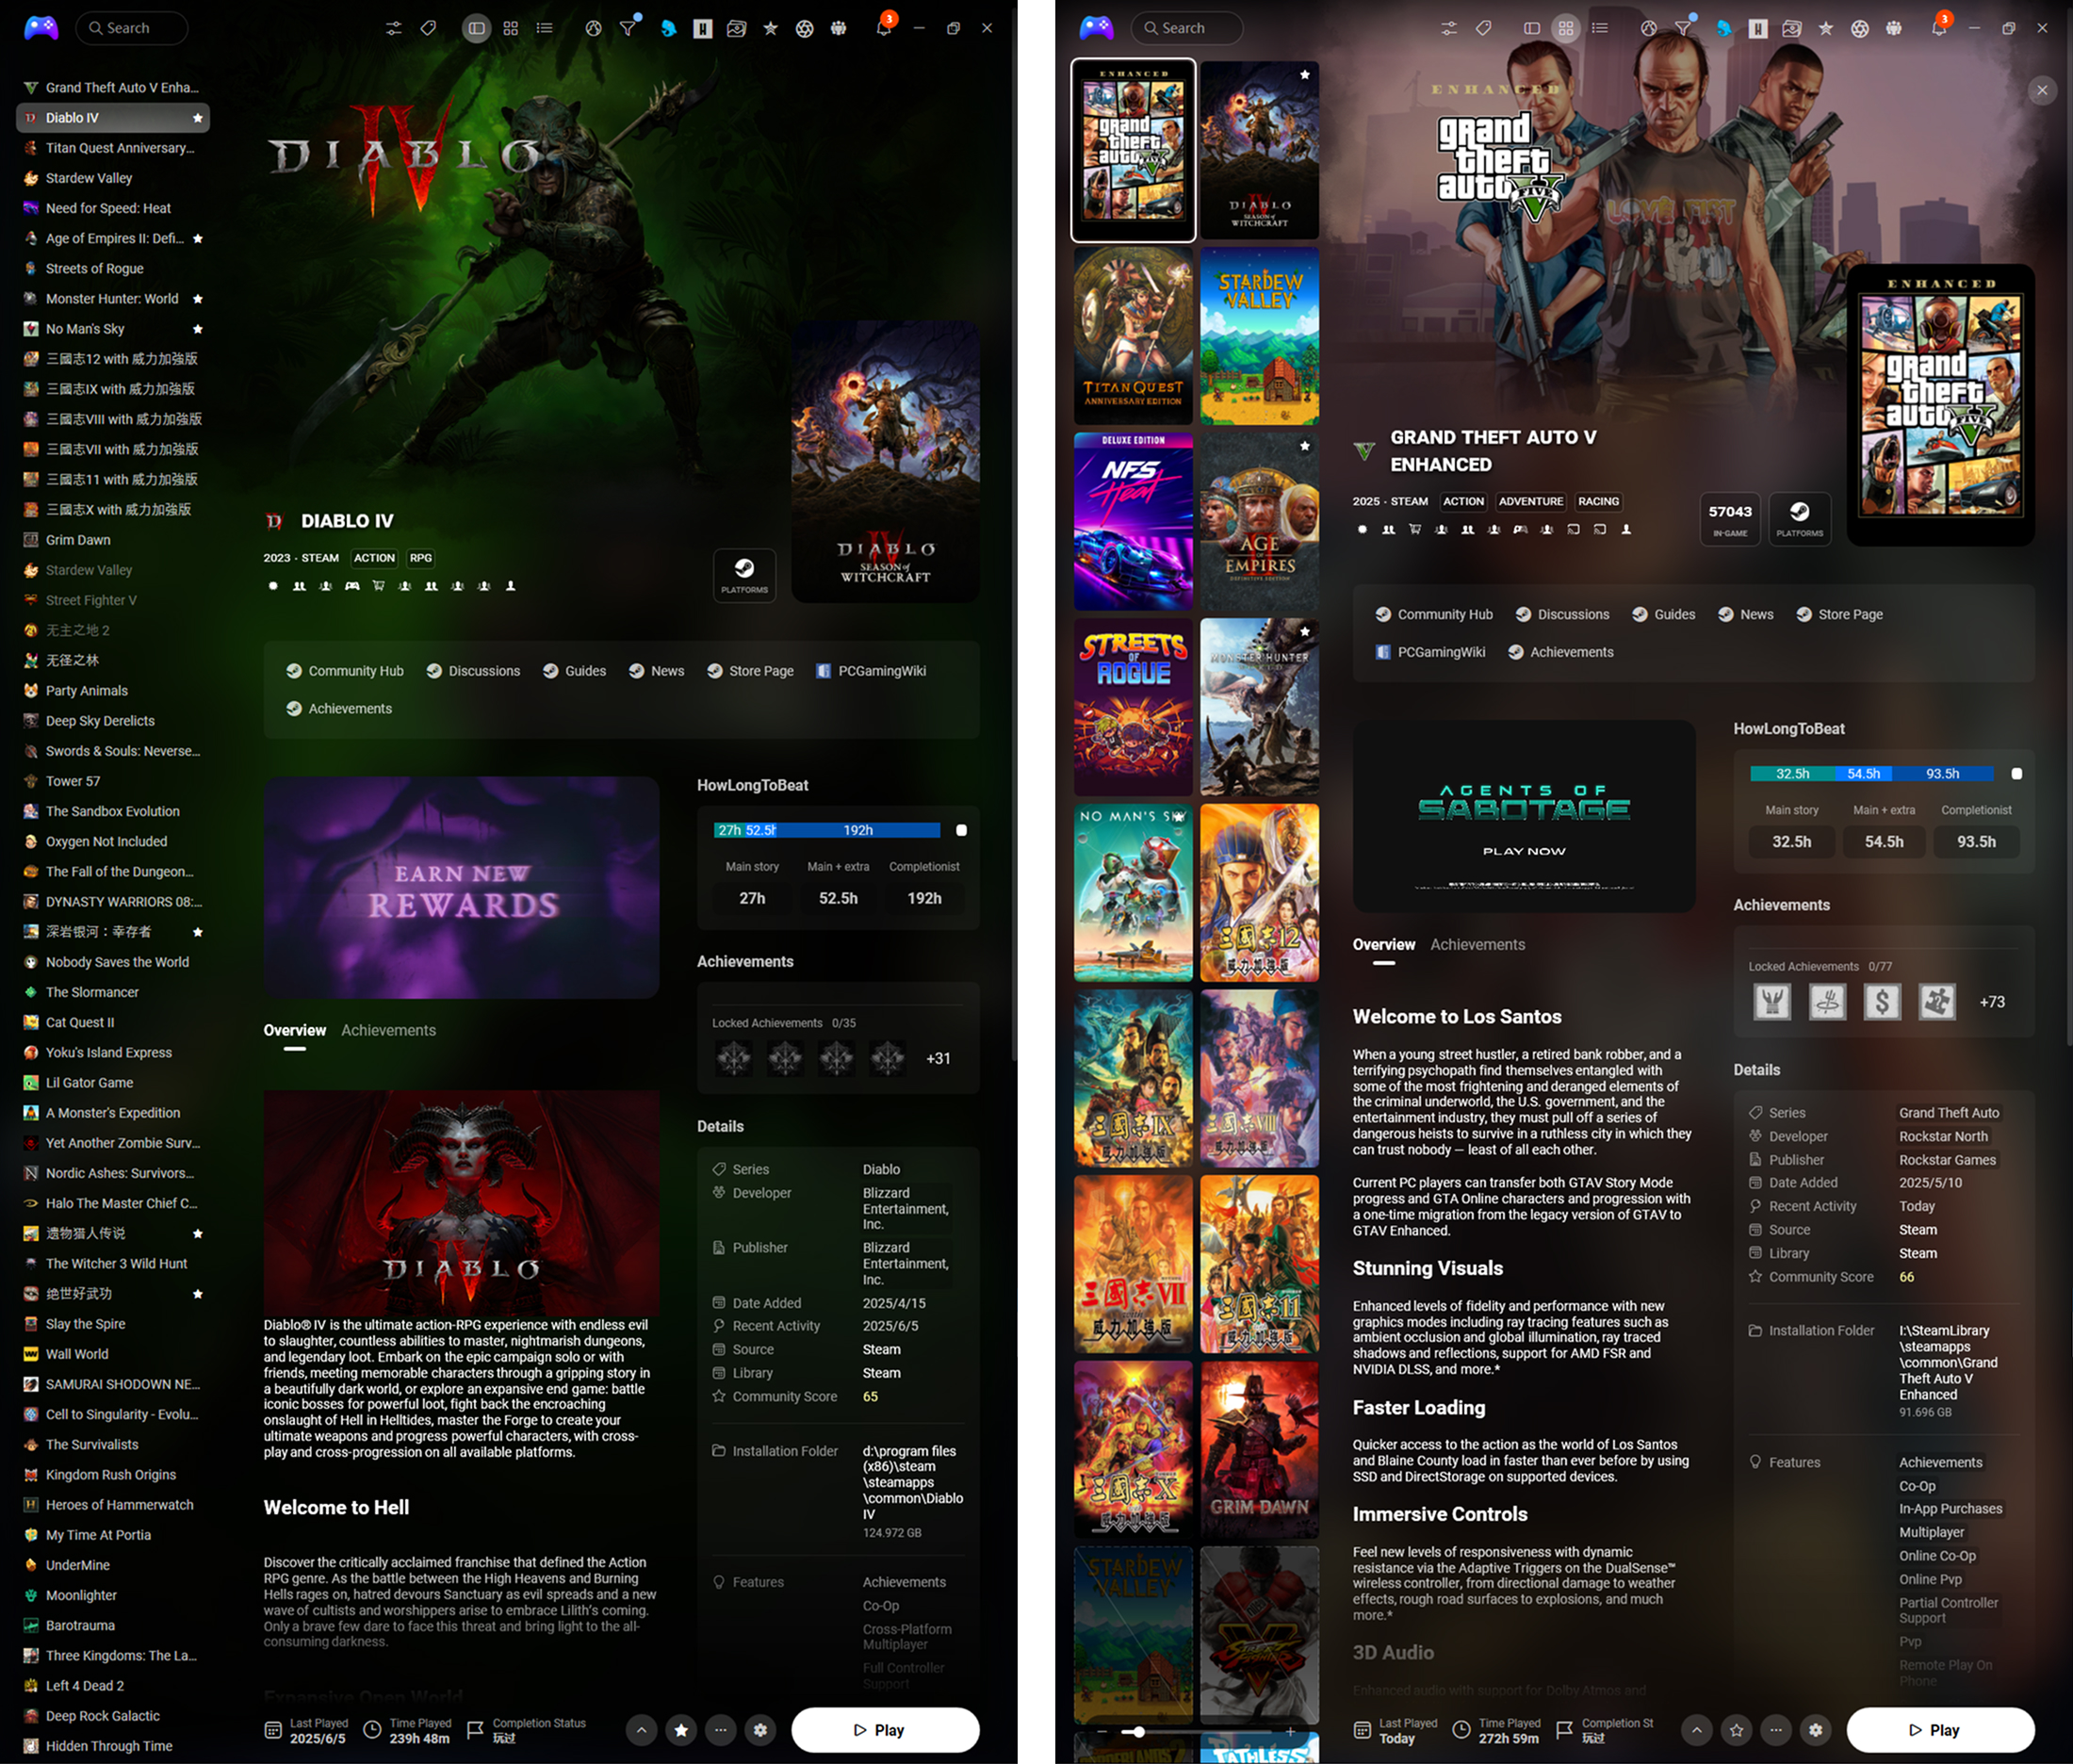 Search
3
Grand Theft Auto V Enha...
Diablo IV
Titan Quest Anniversary...
Stardew Valley
Need for Speed: Heat
Age of Empires II: Defi...
Streets of Rogue
Monster Hunter: World
No Man's Sky
三國志12 with 威力加強版
三國志IX with 威力加強版
三國志VIII with 威力加強版
三國志VII with 威力加強版
三國志11 with 威力加強版
三國志X with 威力加強版
Grim Dawn
Stardew Valley
Street Fighter V
无主之地 2
无径之林
Party Animals
Deep Sky Derelicts
Swords & Souls: Neverse...
Tower 57
The Sandbox Evolution
Oxygen Not Included
The Fall of the Dungeon...
DYNASTY WARRIORS 08:...
深岩银河：幸存者
Nobody Saves the World
The Slormancer
Cat Quest II
Yoku's Island Express
Lil Gator Game
A Monster's Expedition
Yet Another Zombie Surv...
Nordic Ashes: Survivors...
Halo The Master Chief C...
遗物猎人传说
The Witcher 3 Wild Hunt
绝世好武功
Slay the Spire
Wall World
SAMURAI SHODOWN NE...
Cell to Singularity - Evolu...
The Survivalists
Kingdom Rush Origins
Heroes of Hammerwatch
My Time At Portia
UnderMine
Moonlighter
Barotrauma
Three Kingdoms: The La...
Left 4 Dead 2
Deep Rock Galactic
Hidden Through Time
DIABLO IV
DIABLO IV
SEASON of
WITCHCRAFT
DIABLO IV
2023 · STEAM ACTION RPG
PLATFORMS
Community Hub Discussions Guides News Store Page PCGamingWiki
Achievements
EARN NEW
REWARDS
HowLongToBeat
27h 52.5h 192h
Main story Main + extra Completionist
27h 52.5h 192h
Achievements
Locked Achievements 0/35
+31
Overview Achievements
DIABLO IV
Diablo® IV is the ultimate action-RPG experience with endless evil
to slaughter, countless abilities to master, nightmarish dungeons,
and legendary loot. Embark on the epic campaign solo or with
friends, meeting memorable characters through a gripping story in
a beautifully dark world, or explore an expansive end game: battle
iconic bosses for powerful loot, fight back the encroaching
onslaught of Hell in Helltides, master the Forge to create your
ultimate weapons and progress powerful characters, with cross-
play and cross-progression on all available platforms.
Welcome to Hell
Discover the critically acclaimed franchise that defined the Action
RPG genre. As the battle between the High Heavens and Burning
Hells rages on, hatred devours Sanctuary as evil spreads and a new
wave of cultists and worshippers arise to embrace Lilith's coming.
Only a brave few dare to face this threat and bring light to the all-
consuming darkness.
Expansive Open World
Details
Series Diablo
Developer Blizzard
Entertainment,
Inc.
Publisher Blizzard
Entertainment,
Inc.
Date Added 2025/4/15
Recent Activity 2025/6/5
Source Steam
Library Steam
Community Score 65
Installation Folder d:\program files
(x86)\steam
\steamapps
\common\Diablo
IV
124.972 GB
Features Achievements
Co-Op
Cross-Platform
Multiplayer
Full Controller
Support
Last Played
2025/6/5
Time Played
239h 48m
Completion Status
玩过
Play
Search
3
ENHANCED
grand
theft
auto V
FIVE
DIABLO
SEASON of
WITCHCRAFT
TITAN QUEST
ANNIVERSARY EDITION
STARDEW
VALLEY
DELUXE EDITION
NFS
Heat
AGE
OF
EMPIRES
II
DEFINITIVE EDITION
STREETS
OF
ROGUE
MONSTER HUNTER
WORLD
NO MAN'S SKY
三國志12
威力加強版
三國志IX
威力加強版
三國志VIII
威力加強版
三國志VII
威力加強版
三國志11
威力加強版
三國志X
威力加強版
GRIM DAWN
STARDEW
VALLEY
STREET FIGHTER V
BORDERLANDS 2
PATHLESS
ENHANCED
grand
theft
auto V
FIVE
LOVE FIST
ENHANCED
grand
theft
auto V
FIVE
GRAND THEFT AUTO V
ENHANCED
2025 · STEAM ACTION ADVENTURE RACING
57043
IN-GAME
PLATFORMS
Community Hub Discussions Guides News Store Page
PCGamingWiki Achievements
AGENTS OF
SABOTAGE
PLAY NOW
HowLongToBeat
32.5h 54.5h 93.5h
Main story Main + extra Completionist
32.5h 54.5h 93.5h
Achievements
Locked Achievements 0/77
+73
Overview Achievements
Welcome to Los Santos
When a young street hustler, a retired bank robber, and a
terrifying psychopath find themselves entangled with
some of the most frightening and deranged elements of
the criminal underworld, the U.S. government, and the
entertainment industry, they must pull off a series of
dangerous heists to survive in a ruthless city in which they
can trust nobody — least of all each other.
Current PC players can transfer both GTAV Story Mode
progress and GTA Online characters and progression with
a one-time migration from the legacy version of GTAV to
GTAV Enhanced.
Stunning Visuals
Enhanced levels of fidelity and performance with new
graphics modes including ray tracing features such as
ambient occlusion and global illumination, ray traced
shadows and reflections, support for AMD FSR and
NVIDIA DLSS, and more.*
Faster Loading
Quicker access to the action as the world of Los Santos
and Blaine County load in faster than ever before by using
SSD and DirectStorage on supported devices.
Immersive Controls
Feel new levels of responsiveness with dynamic
resistance via the Adaptive Triggers on the DualSense™
wireless controller, from directional damage to weather
effects, rough road surfaces to explosions, and much
more.*
3D Audio
Enhanced audio with support for Dolby Atmos and
Details
Series Grand Theft Auto
Developer Rockstar North
Publisher Rockstar Games
Date Added 2025/5/10
Recent Activity Today
Source Steam
Library Steam
Community Score 66
Installation Folder I:\SteamLibrary
\steamapps
\common\Grand
Theft Auto V
Enhanced
91.696 GB
Features Achievements
Co-Op
In-App Purchases
Multiplayer
Online Co-Op
Online Pvp
Partial Controller
Support
Pvp
Remote Play On
Phone
Last Played
Today
Time Played
272h 59m
Completion St
玩过
Play